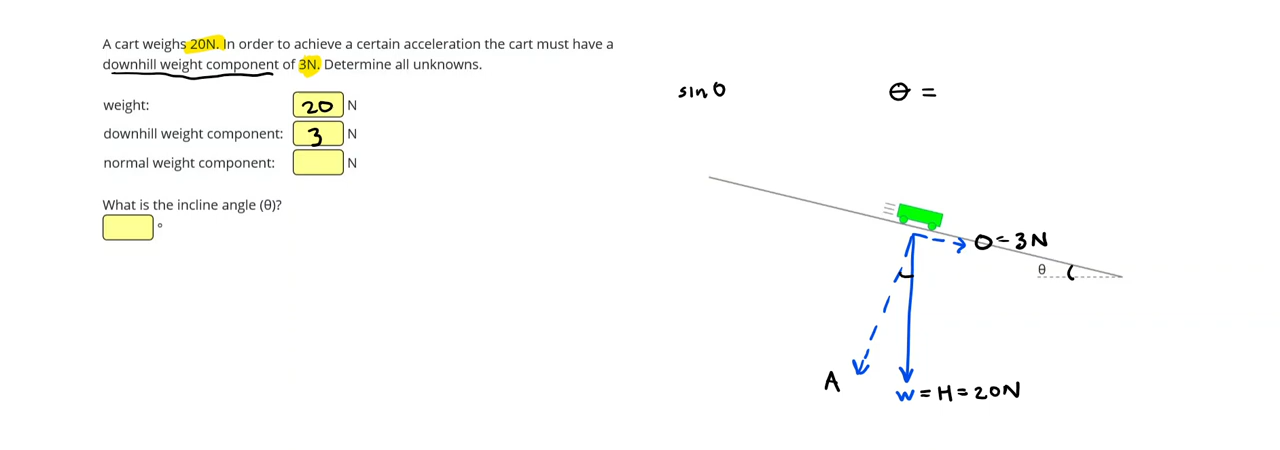 A cart weighs 20N. In order to achieve a certain acceleration the cart must have a
downhill weight component of 3N. Determine all unknowns.
weight: 20 N
downhill weight component: 3 N
normal weight component: N
What is the incline angle (θ)?
°
sin θ
θ =
O = 3N
θ
A
W = H = 20N